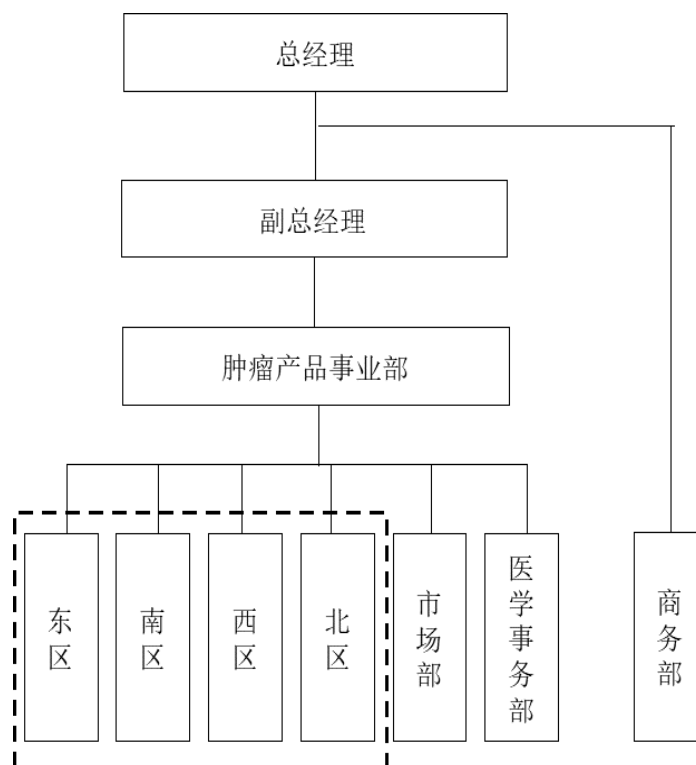 总经理
副总经理
肿瘤产品事业部
东区
南区
西区
北区
市场部
医学事务部
商务部